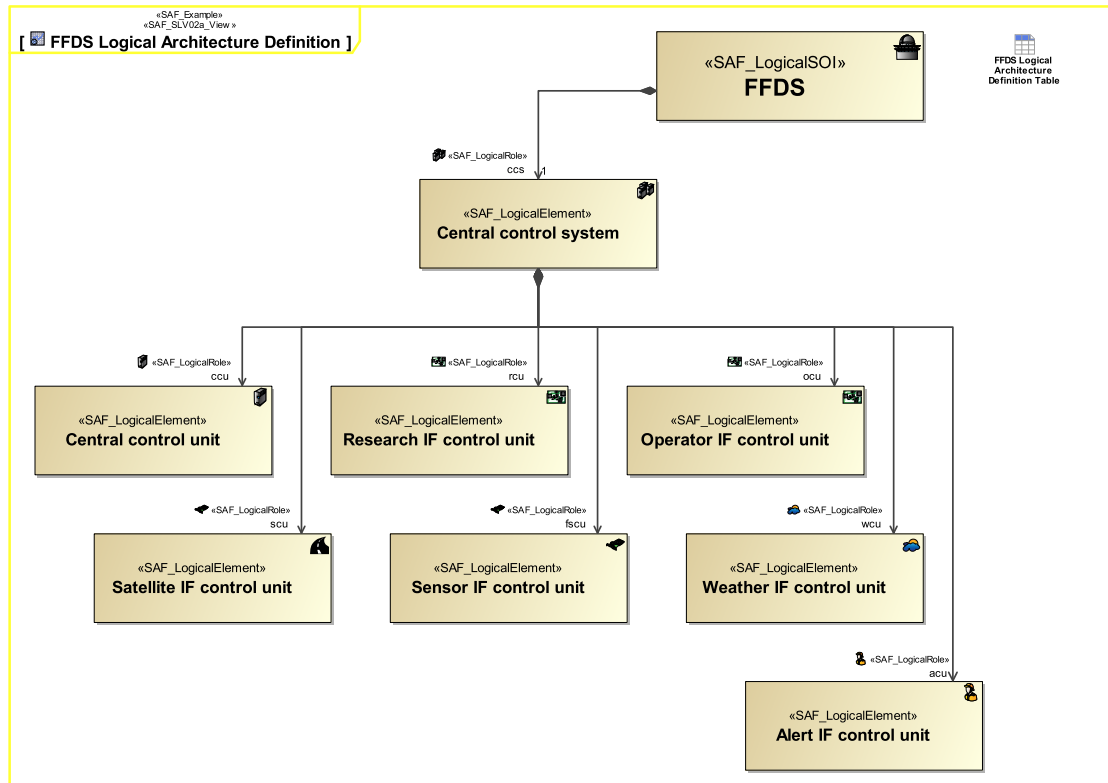 «SAF_Example»
«SAF_SLV02a_View »
[ FFDS Logical Architecture Definition ]
«SAF_LogicalSOI»
FFDS
FFDS Logical
Architecture
Definition Table
«SAF_LogicalRole»
ccs 1
«SAF_LogicalElement»
Central control system
«SAF_LogicalRole»
ccu
«SAF_LogicalElement»
Central control unit
«SAF_LogicalRole»
rcu
«SAF_LogicalElement»
Research IF control unit
«SAF_LogicalRole»
ocu
«SAF_LogicalElement»
Operator IF control unit
«SAF_LogicalRole»
scu
«SAF_LogicalElement»
Satellite IF control unit
«SAF_LogicalRole»
fscu
«SAF_LogicalElement»
Sensor IF control unit
«SAF_LogicalRole»
wcu
«SAF_LogicalElement»
Weather IF control unit
«SAF_LogicalRole»
acu
«SAF_LogicalElement»
Alert IF control unit